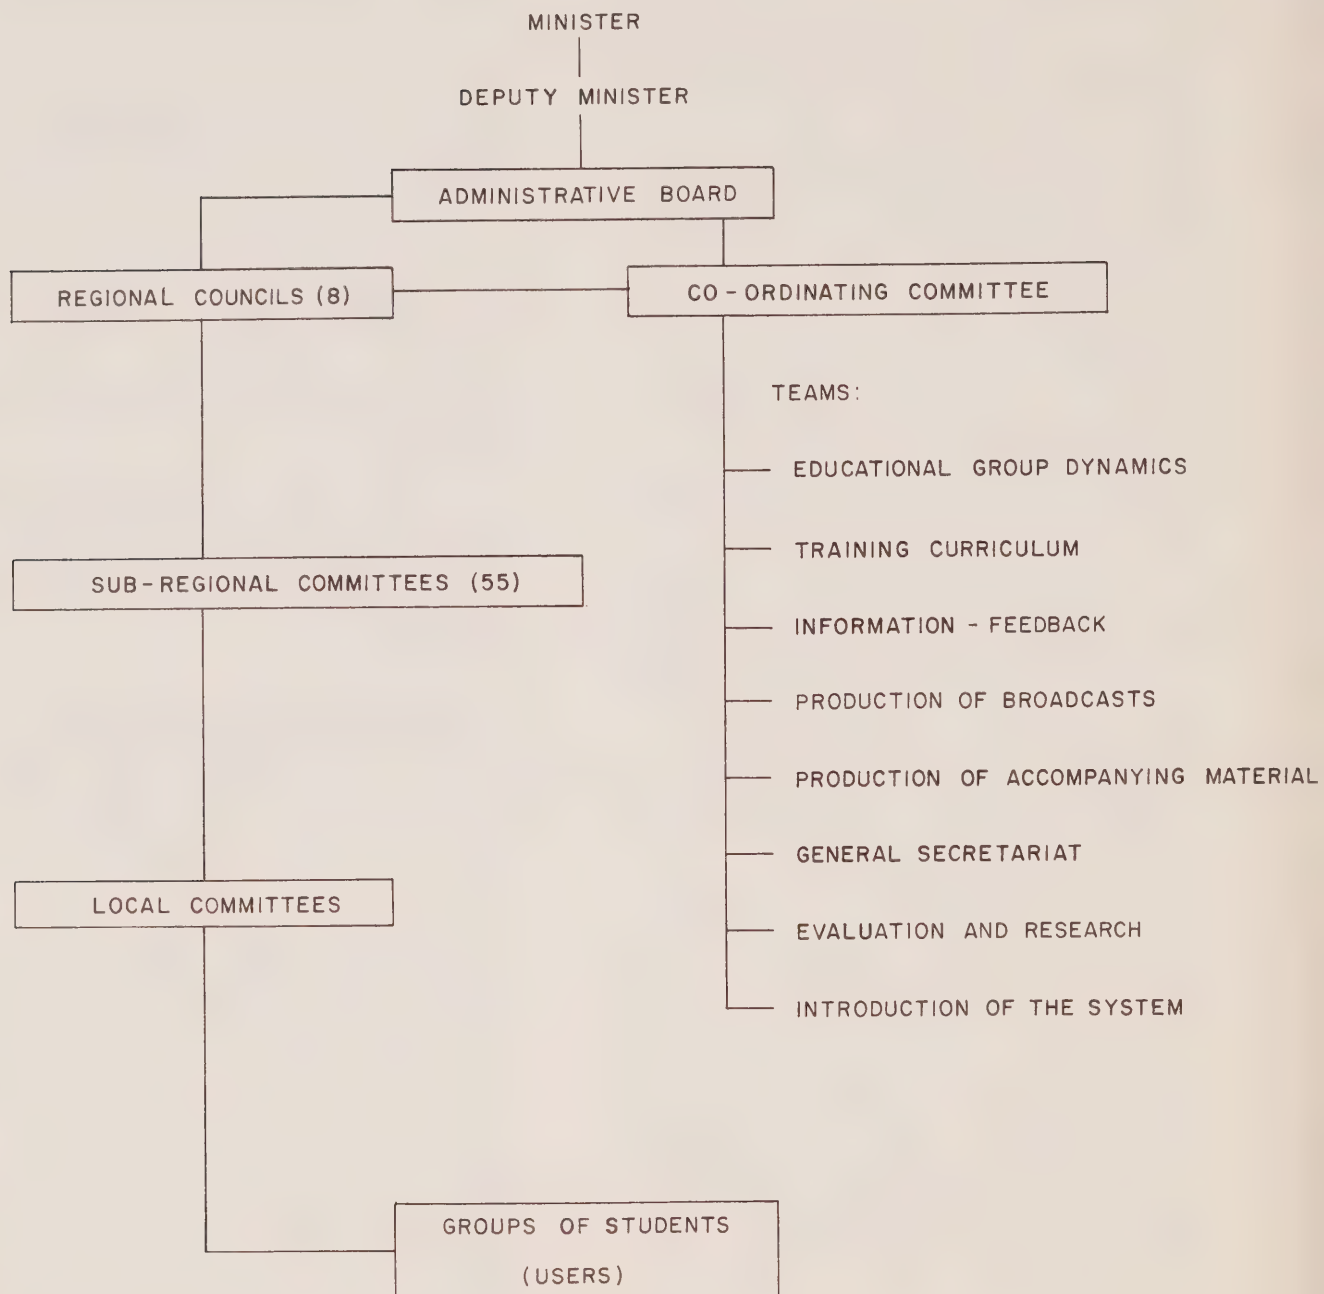 MINISTER
DEPUTY MINISTER
ADMINISTRATIVE BOARD
REGIONAL COUNCILS (8)
CO-ORDINATING COMMITTEE
TEAMS:
EDUCATIONAL GROUP DYNAMICS
TRAINING CURRICULUM
SUB-REGIONAL COMMITTEES (55)
INFORMATION - FEEDBACK
PRODUCTION OF BROADCASTS
PRODUCTION OF ACCOMPANYING MATERIAL
GENERAL SECRETARIAT
LOCAL COMMITTEES
EVALUATION AND RESEARCH
INTRODUCTION OF THE SYSTEM
GROUPS OF STUDENTS
(USERS)